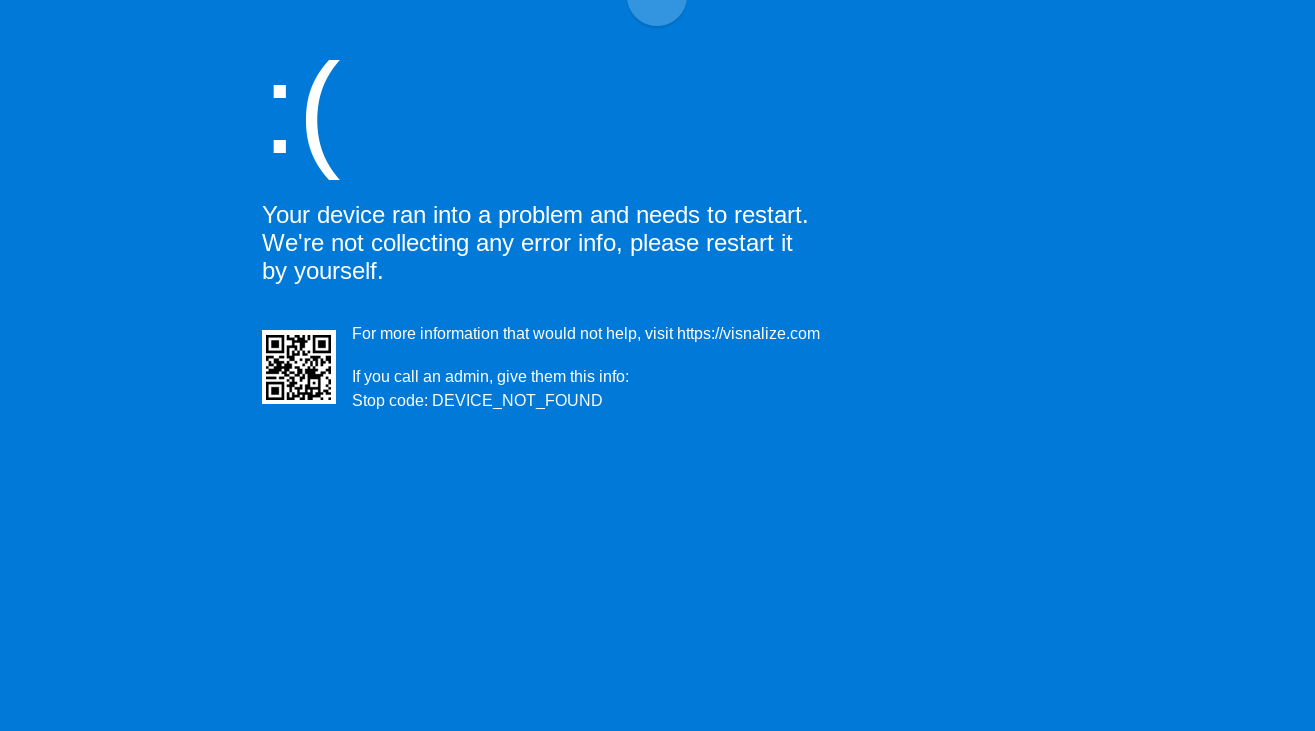 :(
Your device ran into a problem and needs to restart.
We're not collecting any error info, please restart it
by yourself.
For more information that would not help, visit https://visnalize.com
If you call an admin, give them this info:
Stop code: DEVICE_NOT_FOUND